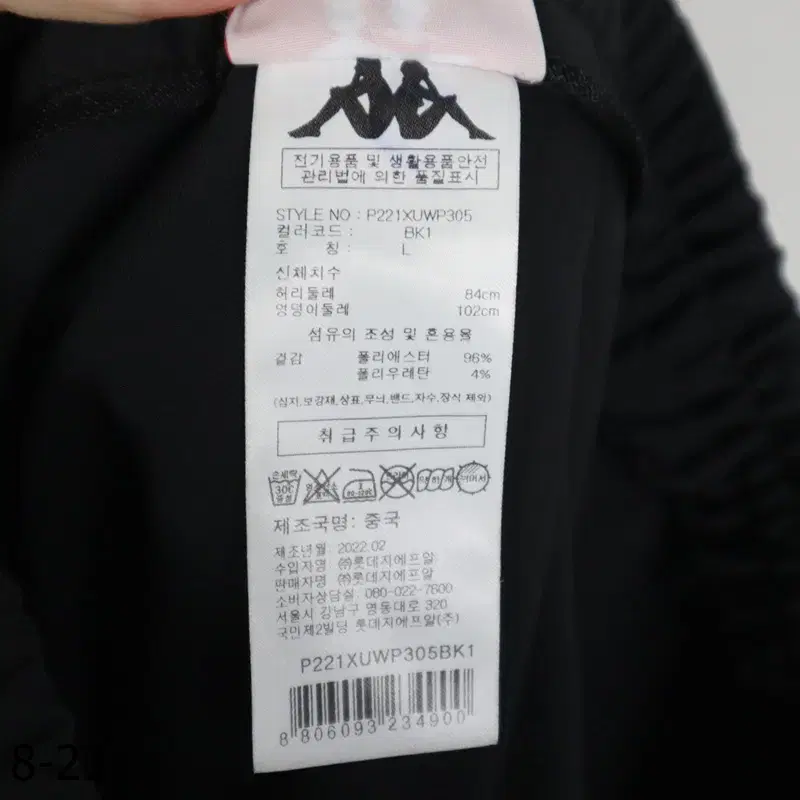 전기용품 및 생활용품안전
관리법에 의한 품질표시
STYLE NO : P221XUWP305
컬러코드 : BK1
호 칭 : L
신체치수
허리둘레 84cm
엉덩이둘레 102cm
섬유의 조성 및 혼용율
겉감 폴리에스터 96%
폴리우레탄 4%
(심지,보강재,상표,무늬,밴드,자수,장식 제외)
취급주의사항
손세탁
30℃
중성
제조국명: 중국
제조년월: 2022.02
수입자명 ㈜롯데지에프알
판매자명 ㈜롯데지에프알
소비자상담실. 080-022-7600
서울시 강남구 영동대로 320
국민제2빌딩 롯데지에프알(주)
P221XUWP305BK1
8 806093 234900